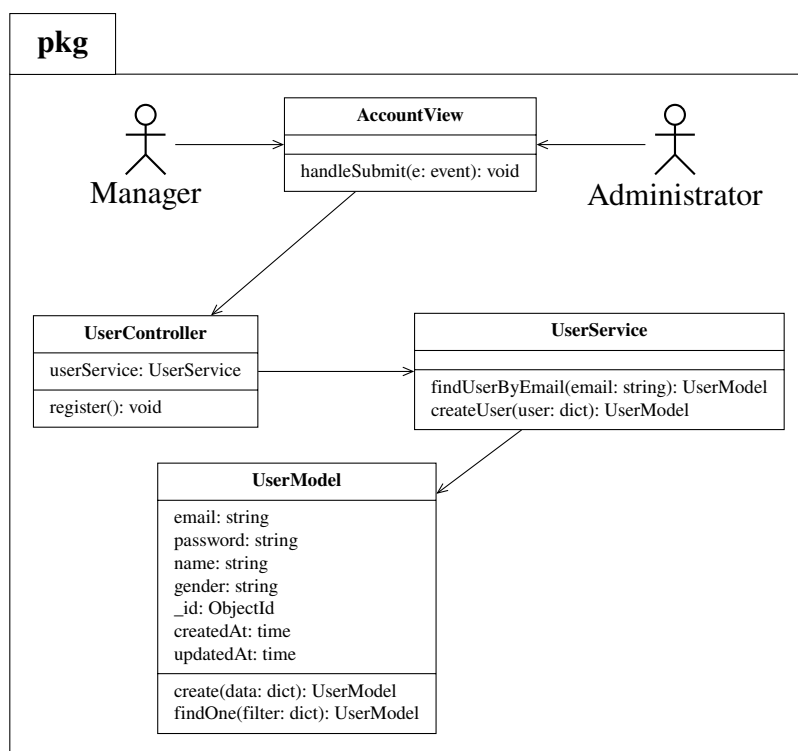 pkg
AccountView
handleSubmit(e: event): void
Manager
Administrator
UserController
userService: UserService
register(): void
UserService
findUserByEmail(email: string): UserModel
createUser(user: dict): UserModel
UserModel
email: string
password: string
name: string
gender: string
_id: ObjectId
createdAt: time
updatedAt: time
create(data: dict): UserModel
findOne(filter: dict): UserModel